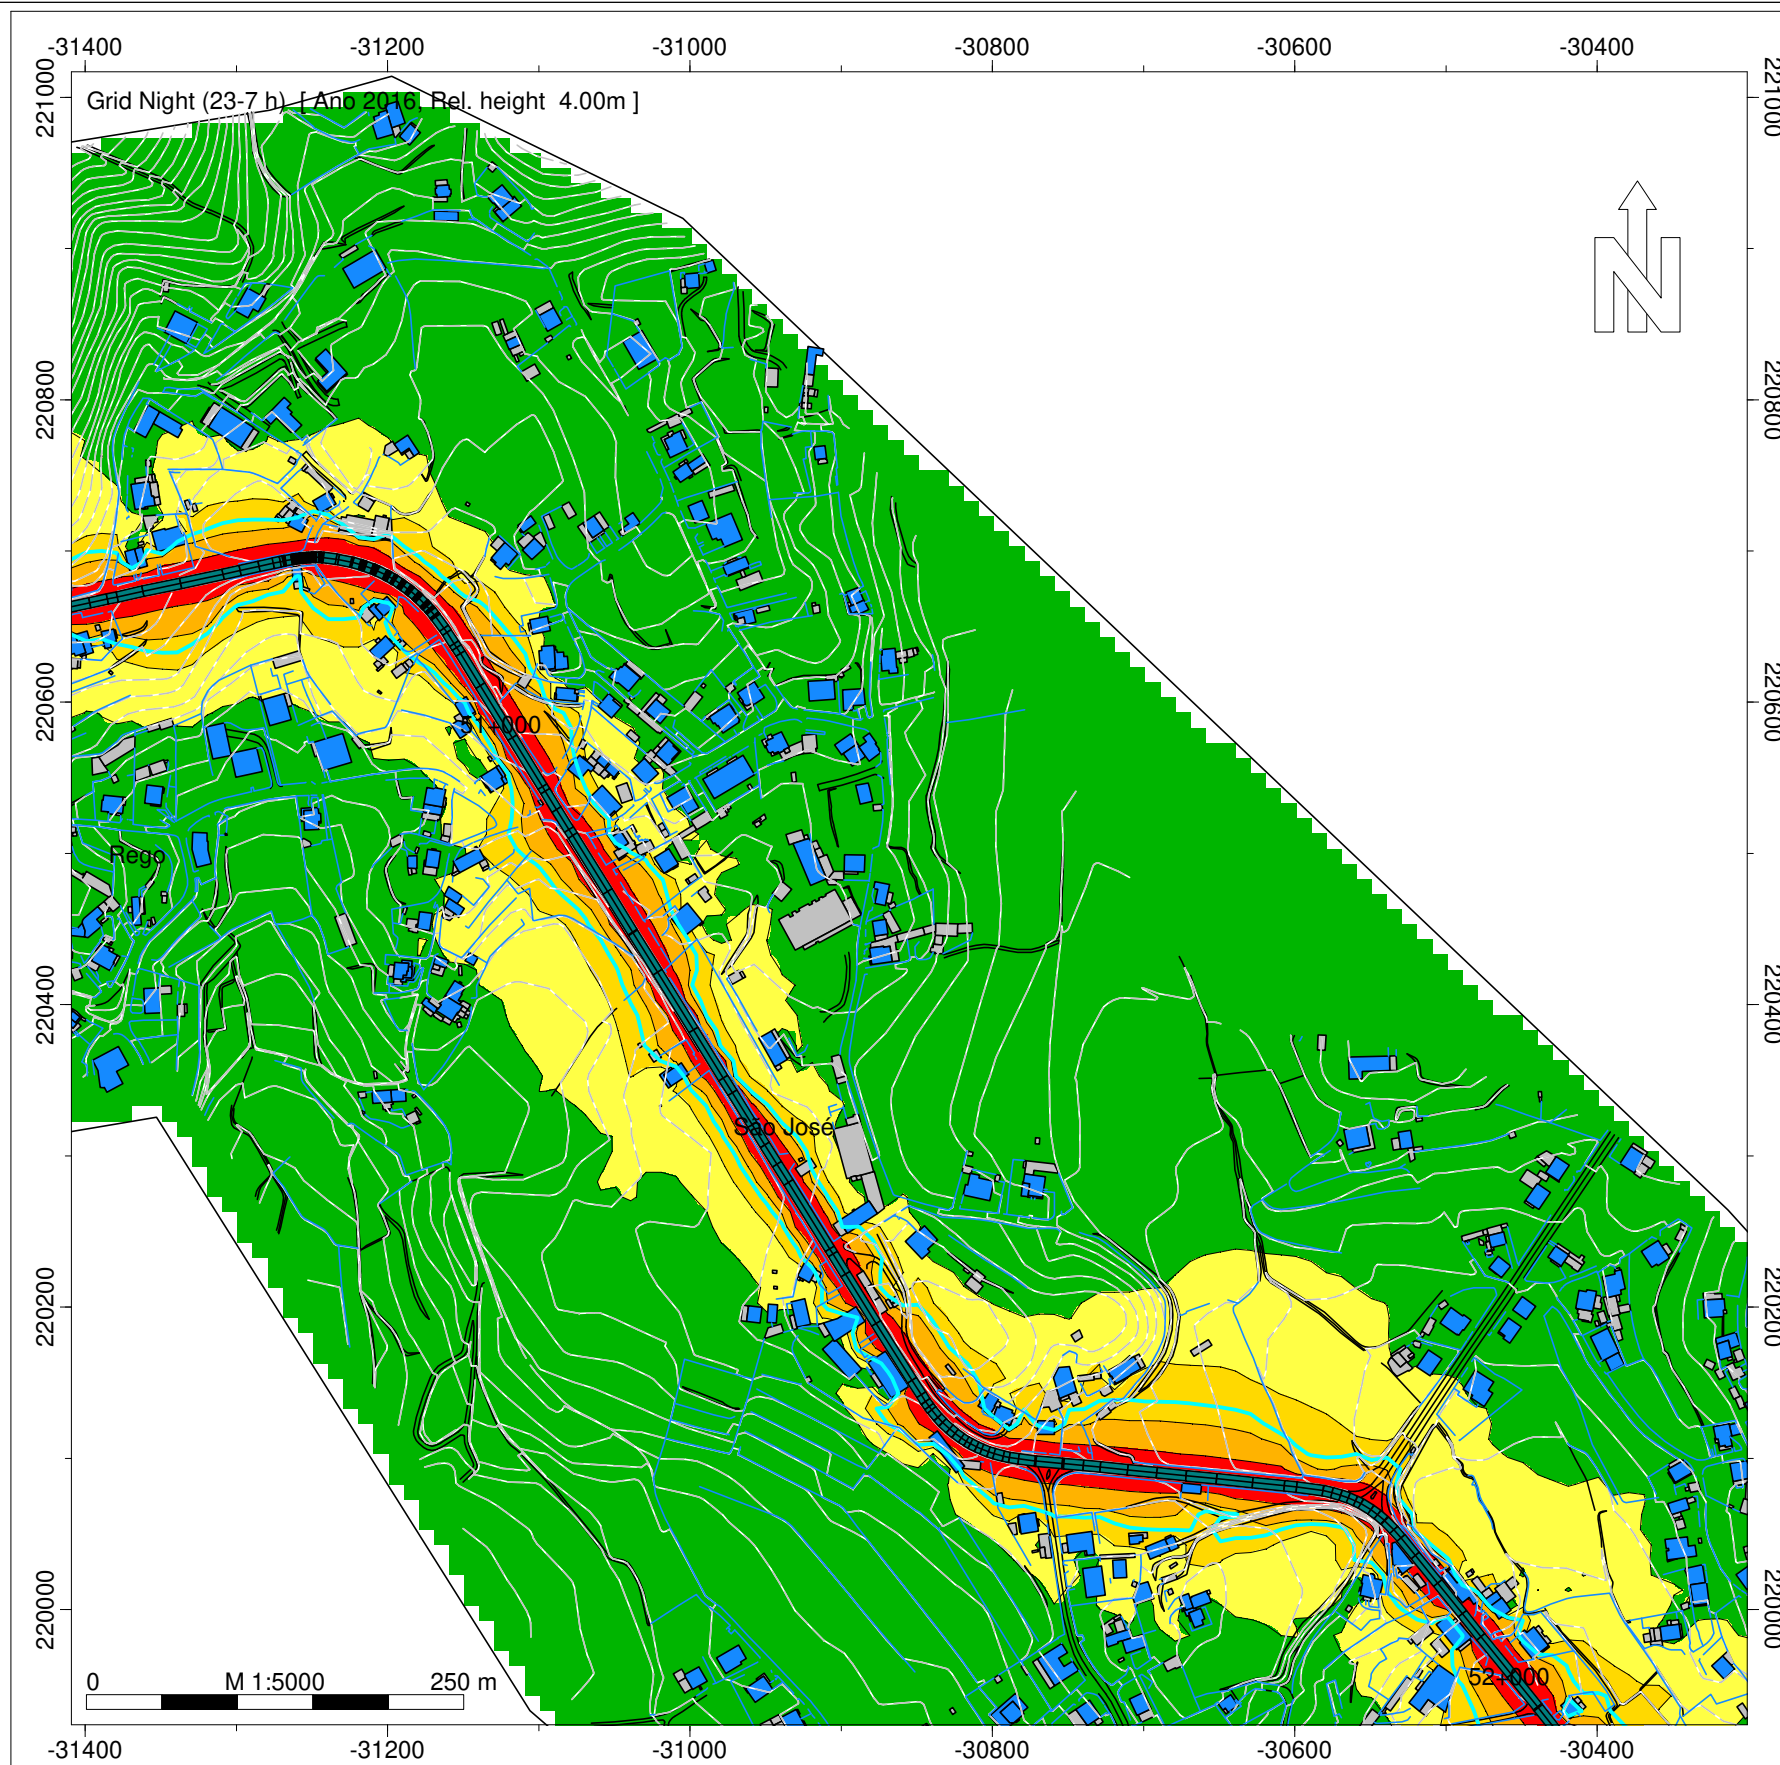 -31400 -31200 -31000 -30800 -30600 -30400
221000 221000
Grid Night (23-7 h) [ Ano 2016, Rel. height 4.00m ]
N
220800 220800
220600 220600
51+000
Rego
220400 220400
São José
220200 220200
220000 220000
52+000
0 M 1:5000 250 m
-31400 -31200 -31000 -30800 -30600 -30400